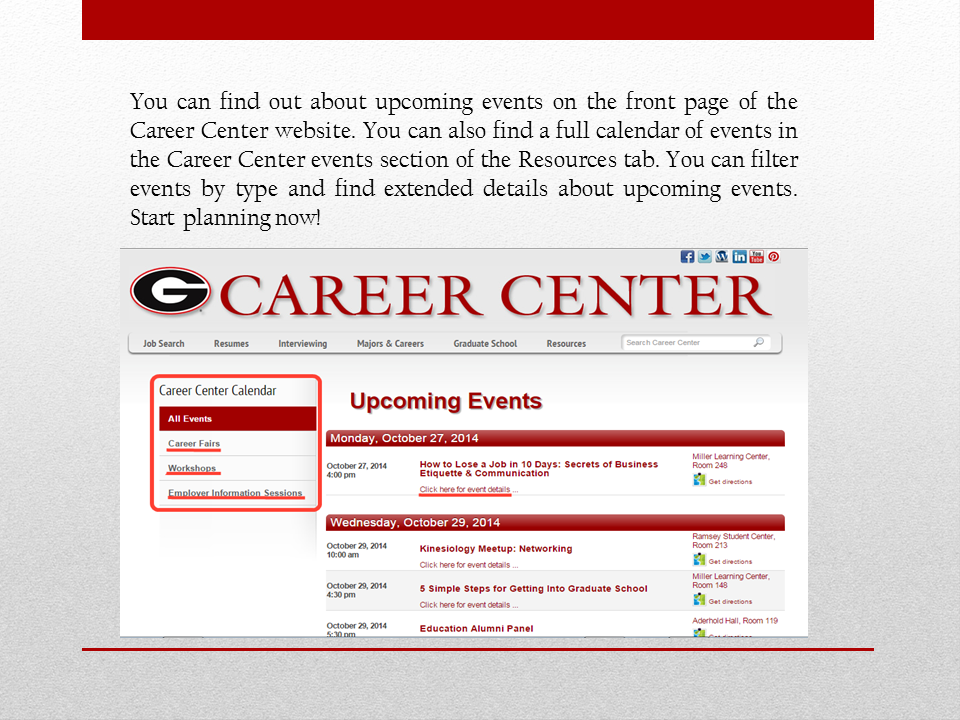 You can find out about upcoming events on the front page of the
Career Center website. You can also find a full calendar of events in
the Career Center events section of the Resources tab. You can filter
events by type and find extended details about upcoming events.
Start planning now!
G CAREER CENTER
Job Search Resumes Interviewing Majors & Careers Graduate School Resources Search Career Center
Career Center Calendar
All Events
Career Fairs
Workshops
Employer Information Sessions
Upcoming Events
Monday, October 27, 2014
October 27, 2014
4:00 pm
How to Lose a Job in 10 Days: Secrets of Business
Etiquette & Communication
Click here for event details ...
Miller Learning Center,
Room 248
Get directions
Wednesday, October 29, 2014
October 29, 2014
10:00 am
Kinesiology Meetup: Networking
Click here for event details ...
Ramsey Student Center,
Room 213
Get directions
October 29, 2014
4:30 pm
5 Simple Steps for Getting Into Graduate School
Click here for event details ...
Miller Learning Center,
Room 148
Get directions
October 29, 2014
5:30 pm
Education Alumni Panel
Aderhold Hall, Room 119
Get directions